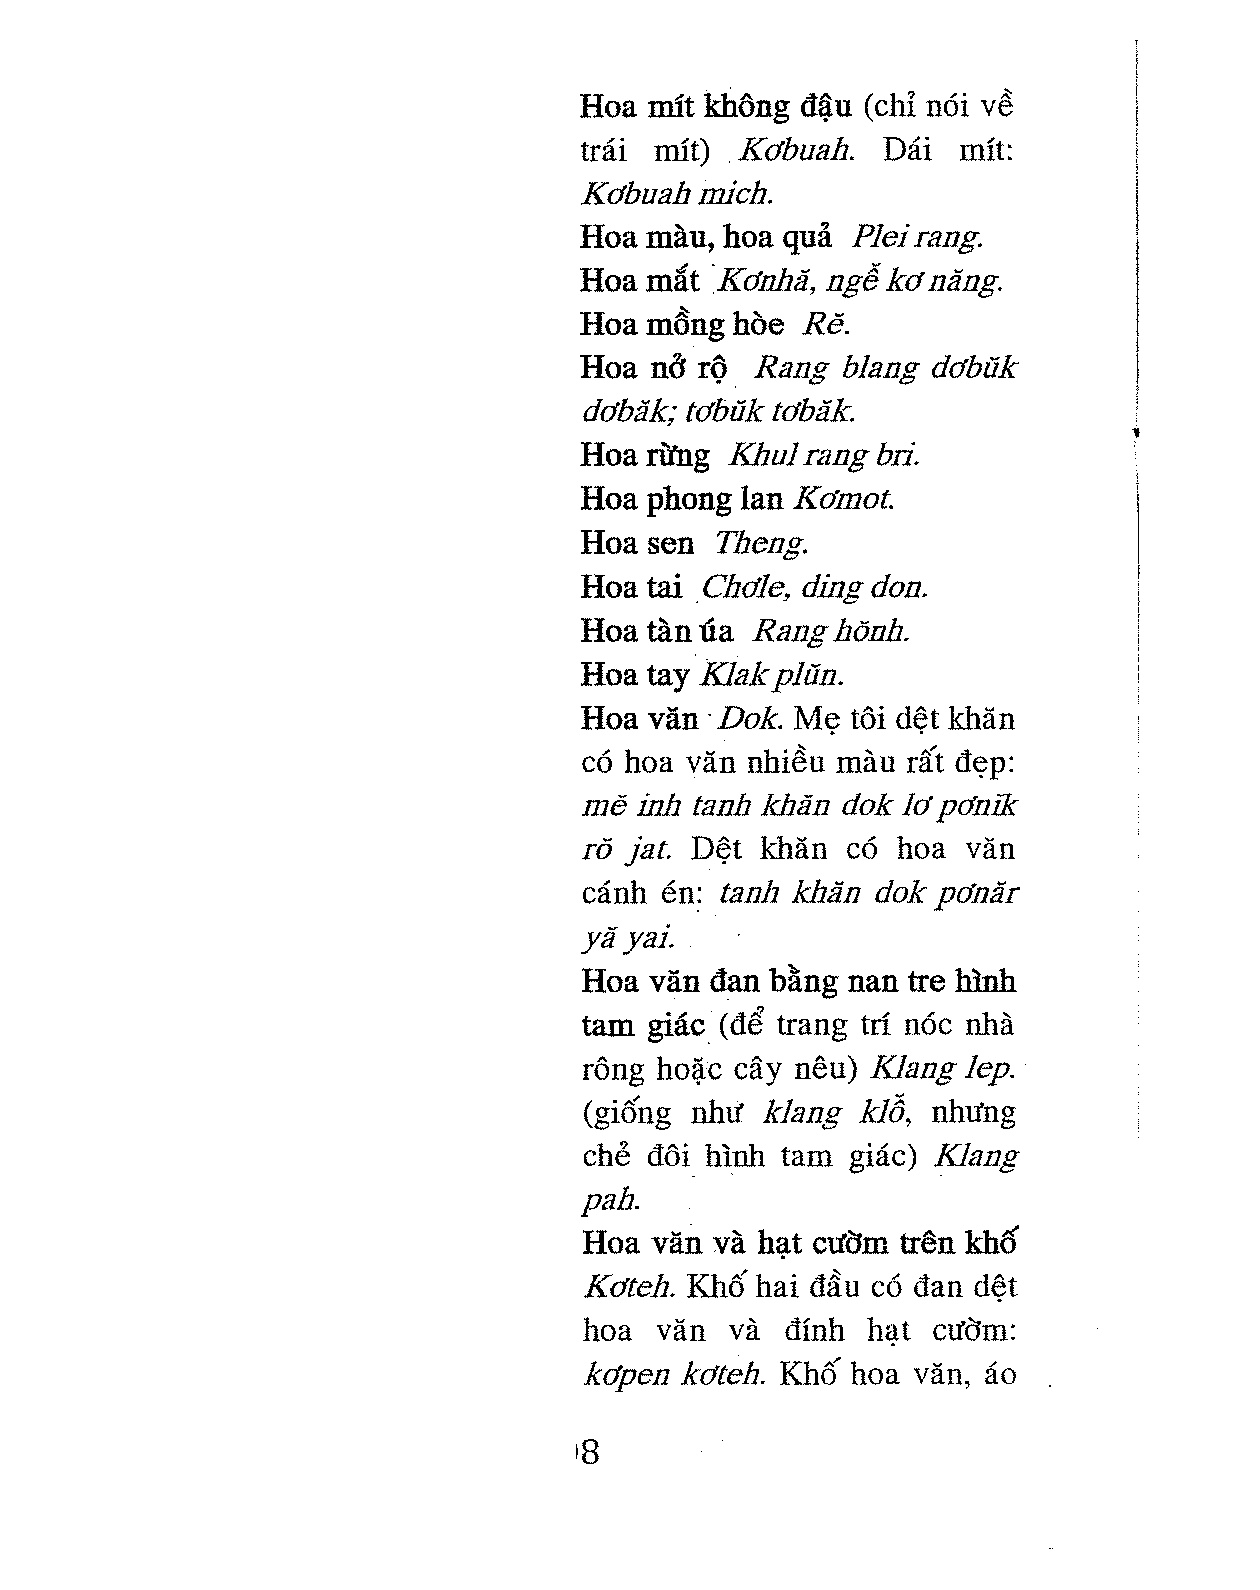 Hoa mít không đậu (chỉ nói về
trái mít) Kơbuah. Dái mít:
Kơbuah mich.
Hoa màu, hoa quả Plei rang.
Hoa mắt Kơnhă, ngễ kơ năng.
Hoa mồng hòe Rĕ.
Hoa nở rộ Rang blang dơbŭk
dơbăk; tơbŭk tơbăk.
Hoa rừng Khul rang bri.
Hoa phong lan Kơmot.
Hoa sen Theng.
Hoa tai Chơle, ding don.
Hoa tàn úa Rang hŏnh.
Hoa tay Klak plŭn.
Hoa văn Dok. Mẹ tôi dệt khăn
có hoa văn nhiều màu rất đẹp:
mĕ inh tanh khăn dok lơ pơnĭk
rŏ jat. Dệt khăn có hoa văn
cánh én: tanh khăn dok pơnăr
yă yai.
Hoa văn đan bằng nan tre hình
tam giác (để trang trí nóc nhà
rông hoặc cây nêu) Klang lep.
(giống như klang klỗ, nhưng
chẻ đôi hình tam giác) Klang
pah.
Hoa văn và hạt cườm trên khố
Kơteh. Khố hai đầu có đan dệt
hoa văn và đính hạt cườm:
kơpen kơteh. Khố hoa văn, áo
8